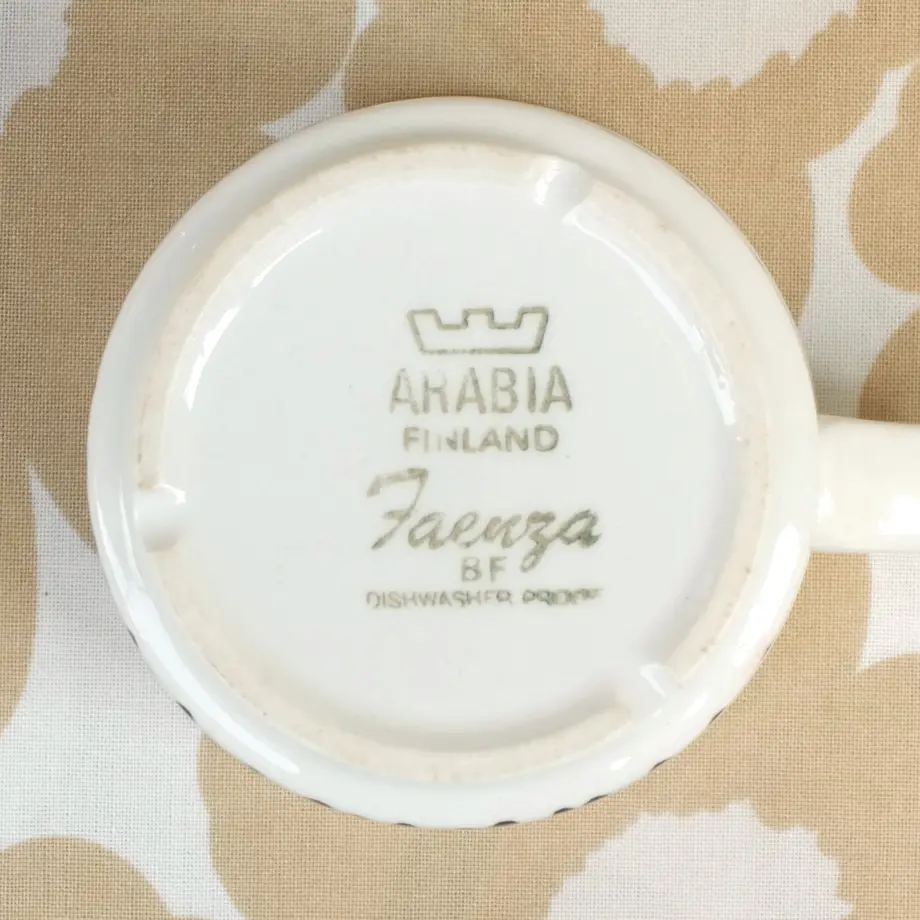 ARABIA
FINLAND
Faenza
BF
DISHWASHER PROOF